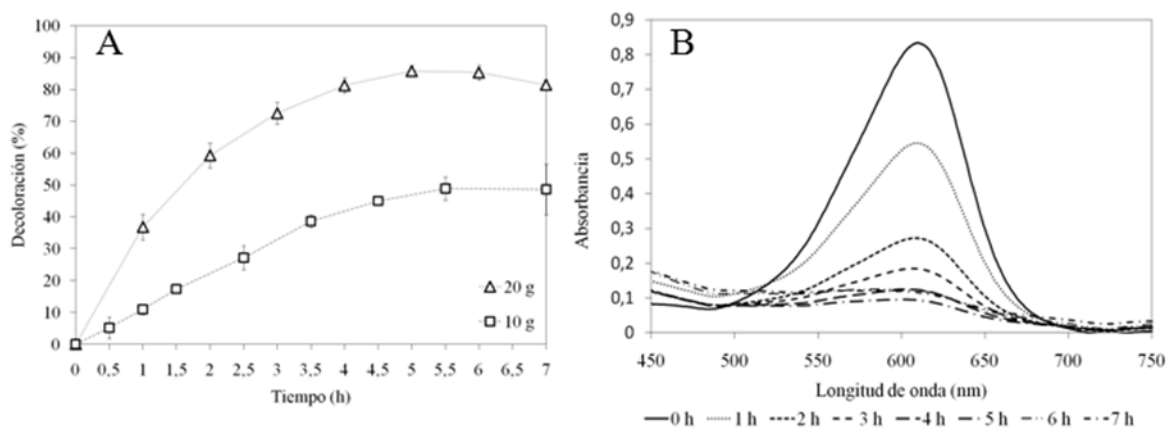 A
100
90
80
70
60
50
40
30
20
10
0
Decoloración (%)
20 g
10 g
0 0,5 1 1,5 2 2,5 3 3,5 4 4,5 5 5,5 6 6,5 7
Tiempo (h)
B
0,9
0,8
0,7
0,6
0,5
0,4
0,3
0,2
0,1
0
Absorbancia
450 500 550 600 650 700 750
Longitud de onda (nm)
0 h 1 h 2 h 3 h 4 h 5 h 6 h 7 h